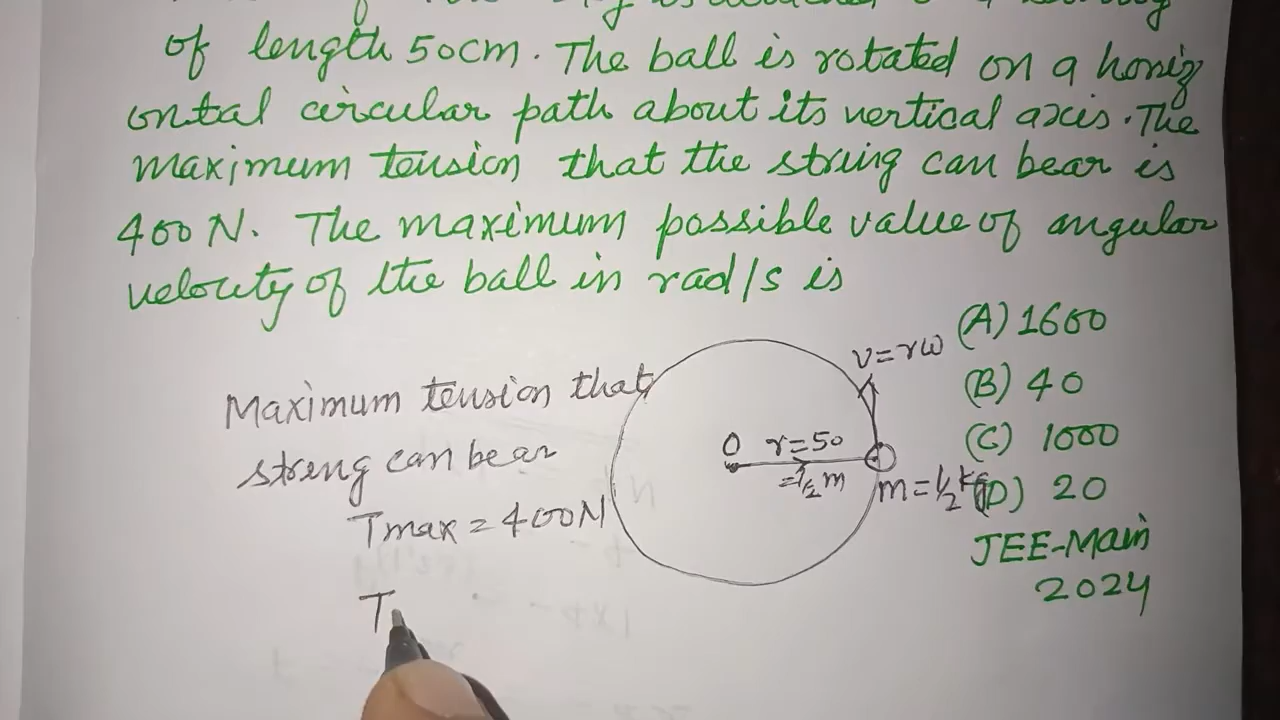 of length 50cm. The ball is rotated on a horiz
ontal circular path about its vertical axis. The
maximum tension that the string can bear is
400 N. The maximum possible value of angular
velocity of the ball in rad/s is
(A) 1600
(B) 40
(C) 1000
(D) 20
JEE-Main
2024
Maximum tension that
string can bear
Tmax = 400N
T
v=rω
O r=50
=1/2 m
m=1/2 kg